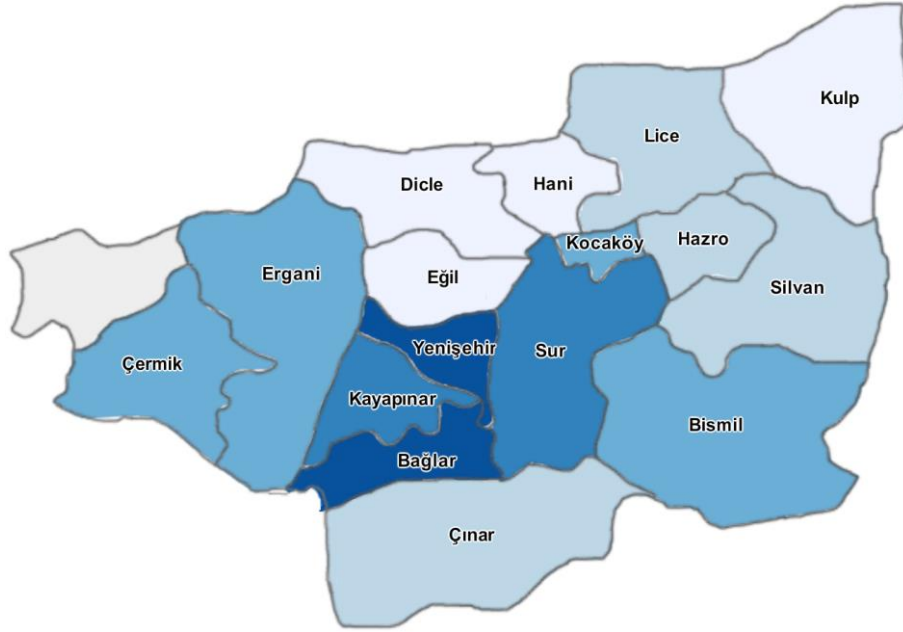 Kulp
Lice
Dicle
Hani
Kocaköy
Hazro
Ergani
Eğil
Silvan
Yenişehir
Sur
Çermik
Kayapınar
Bismil
Bağlar
Çınar